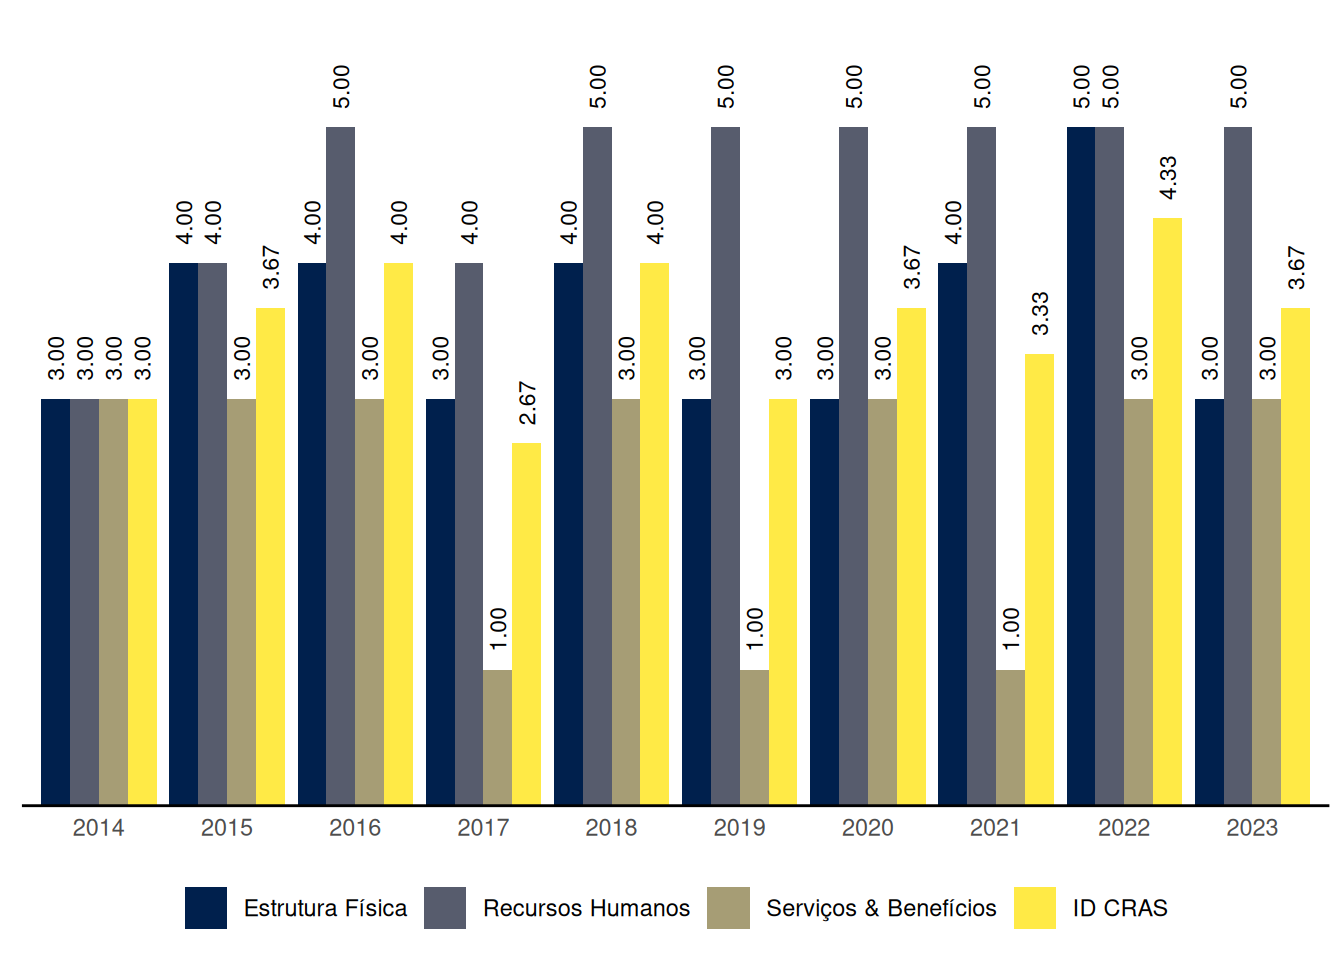 5.00 5.00 5.00 5.00 5.00 5.00 5.00 5.00
4.33
4.00 4.00 4.00 4.00 4.00 4.00 4.00 4.00
3.67 3.67 3.67
3.33
3.00 3.00 3.00 3.00 3.00 3.00 3.00 3.00 3.00 3.00 3.00 3.00 3.00 3.00 3.00
2.67
1.00 1.00 1.00
2014 2015 2016 2017 2018 2019 2020 2021 2022 2023
Estrutura Física Recursos Humanos Serviços & Benefícios ID CRAS